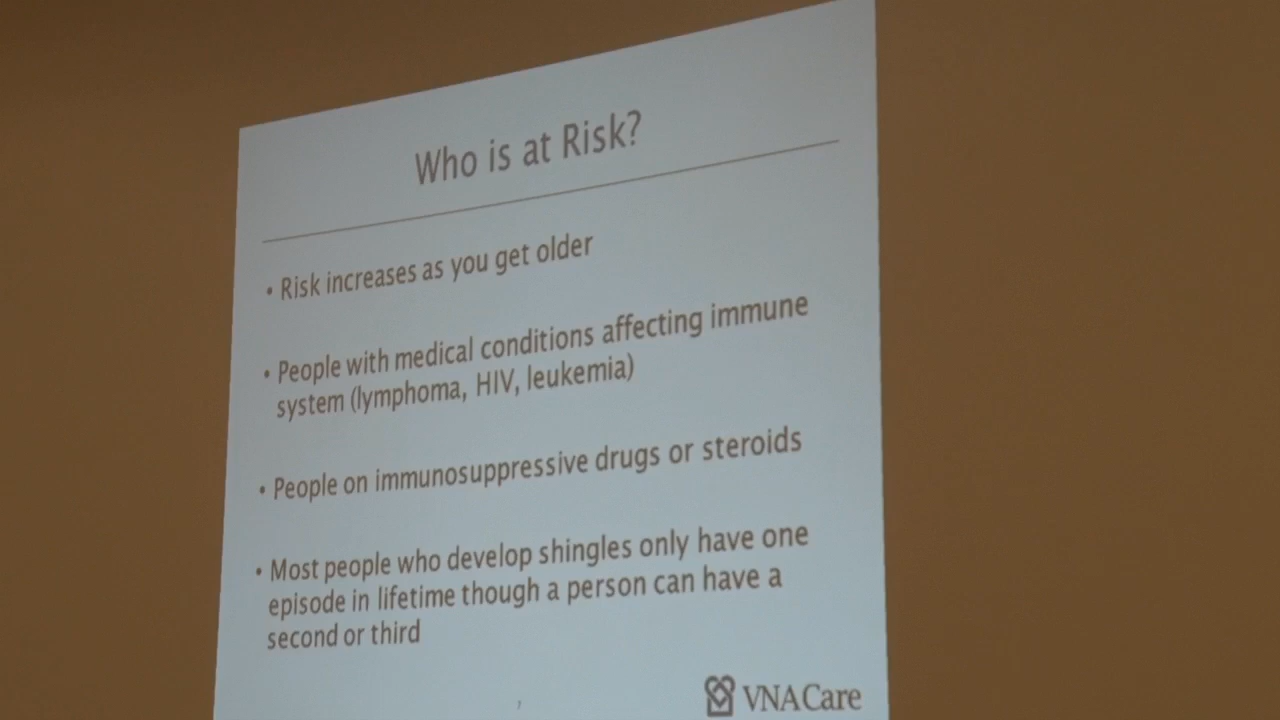 Who is at Risk?
• Risk increases as you get older
• People with medical conditions affecting immune
system (lymphoma, HIV, leukemia)
• People on immunosuppressive drugs or steroids
• Most people who develop shingles only have one
episode in lifetime though a person can have a
second or third
VNA Care